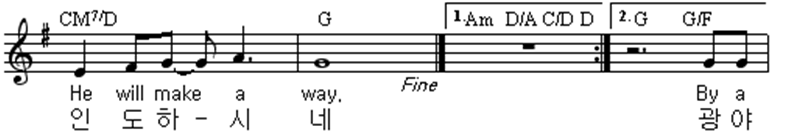 CM7/D G 1.Am D/A C/D D 2.G G/F
He will make a way. Fine By a
인 도 하 - 시 네 광 야